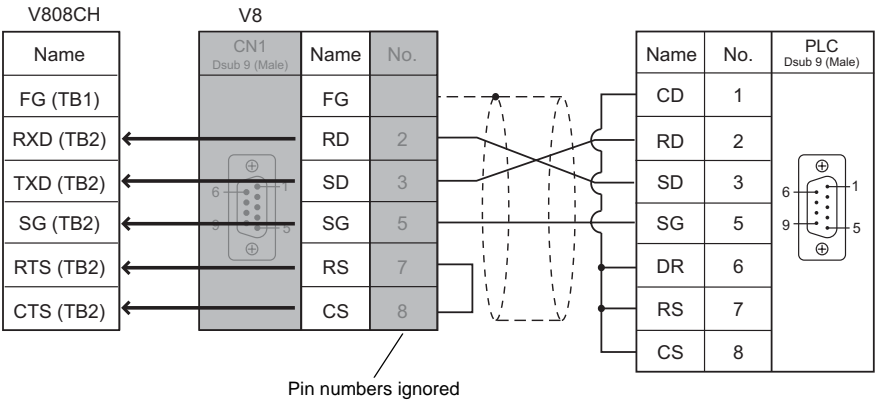 V808CH V8
Name CN1 Name No. Name No. PLC
Dsub 9 (Male) Dsub 9 (Male)
FG (TB1) FG CD 1
RXD (TB2) RD 2 RD 2
TXD (TB2) SD 3 SD 3
6 1 6 1
SG (TB2) SG 5 SG 5
9 5 9 5
RTS (TB2) RS 7 DR 6
CTS (TB2) CS 8 RS 7
CS 8
Pin numbers ignored